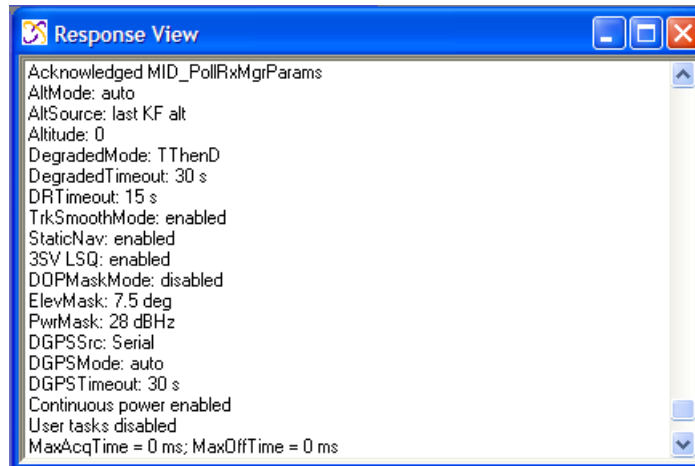 Response View
Acknowledged MID_PollRxMgrParams
AltMode: auto
AltSource: last KF alt
Altitude: 0
DegradedMode: TThenD
DegradedTimeout: 30 s
DRTimeout: 15 s
TrkSmoothMode: enabled
StaticNav: enabled
3SV LSQ: enabled
DOPMaskMode: disabled
ElevMask: 7.5 deg
PwrMask: 28 dBHz
DGPSSrc: Serial
DGPSMode: auto
DGPSTimeout: 30 s
Continuous power enabled
User tasks disabled
MaxAcqTime = 0 ms; MaxOffTime = 0 ms